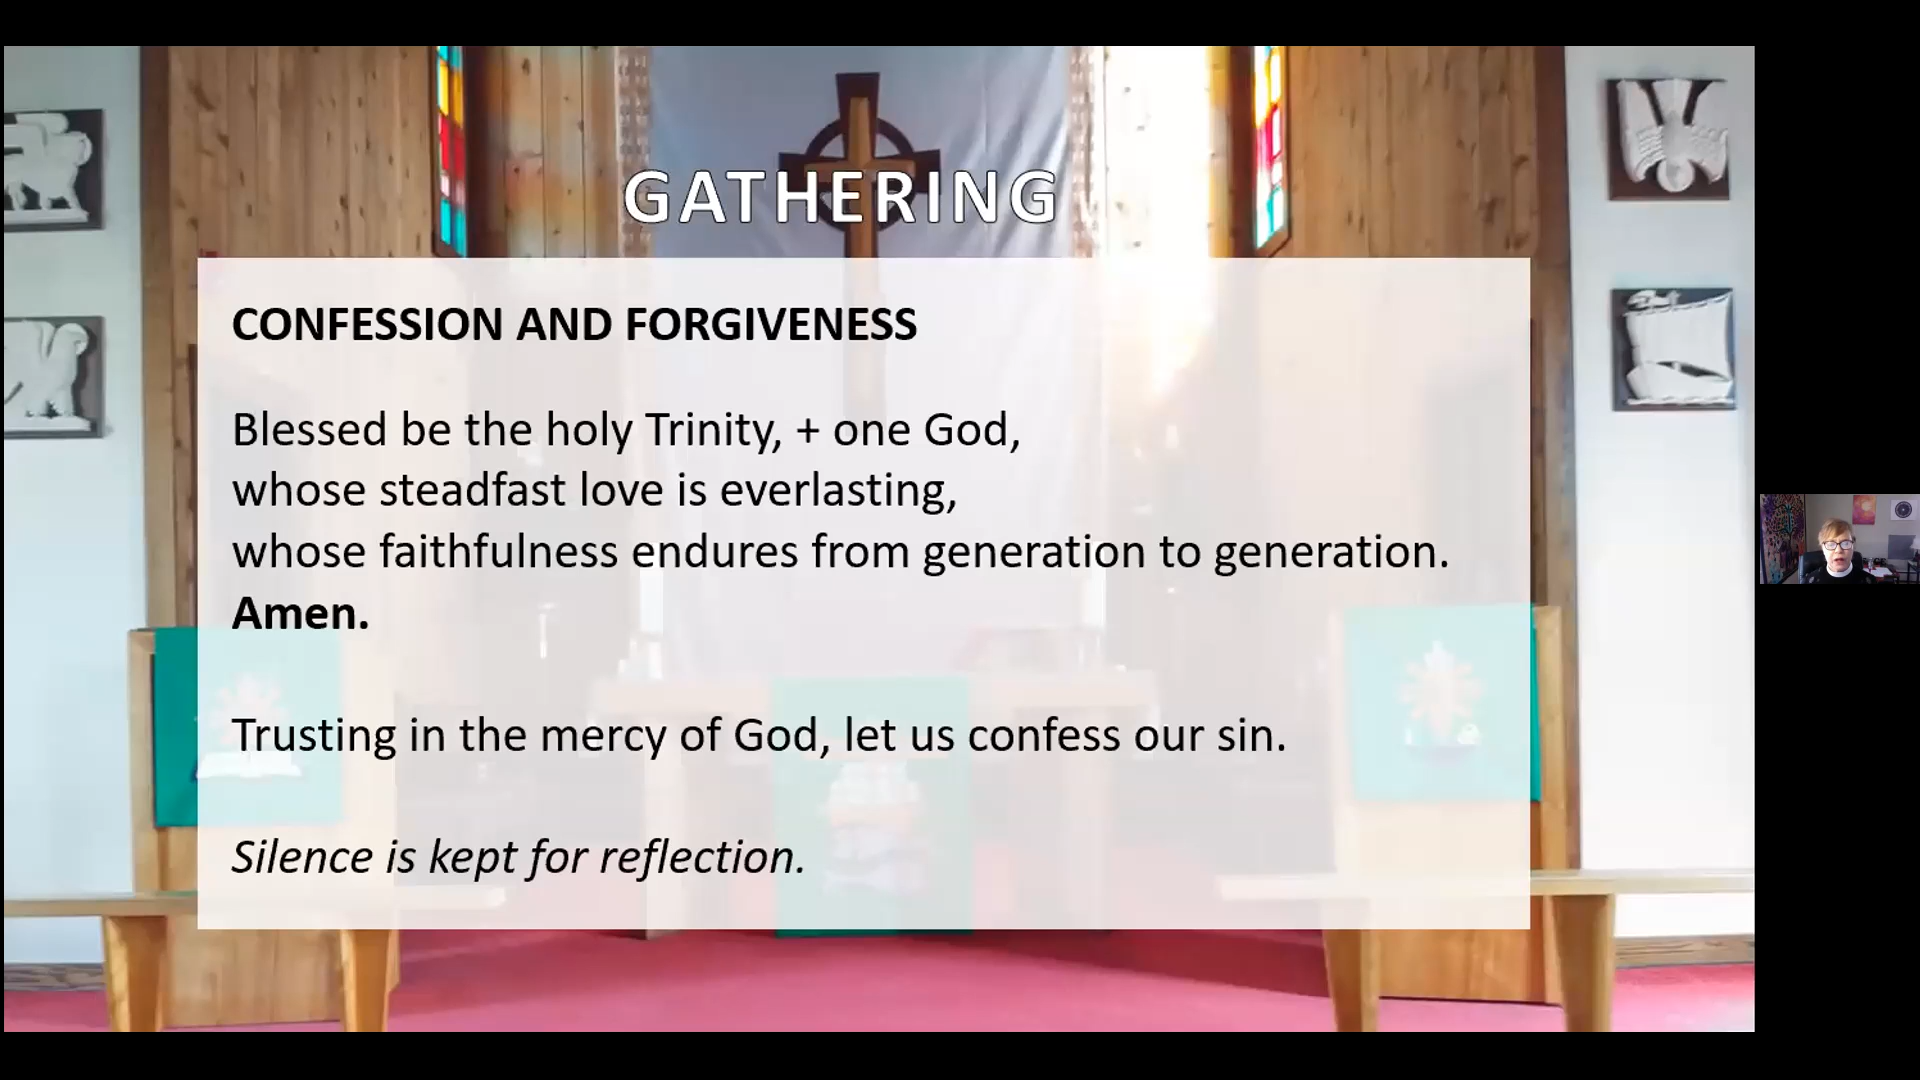 GATHERING
CONFESSION AND FORGIVENESS
Blessed be the holy Trinity, + one God,
whose steadfast love is everlasting,
whose faithfulness endures from generation to generation.
Amen.
Trusting in the mercy of God, let us confess our sin.
Silence is kept for reflection.